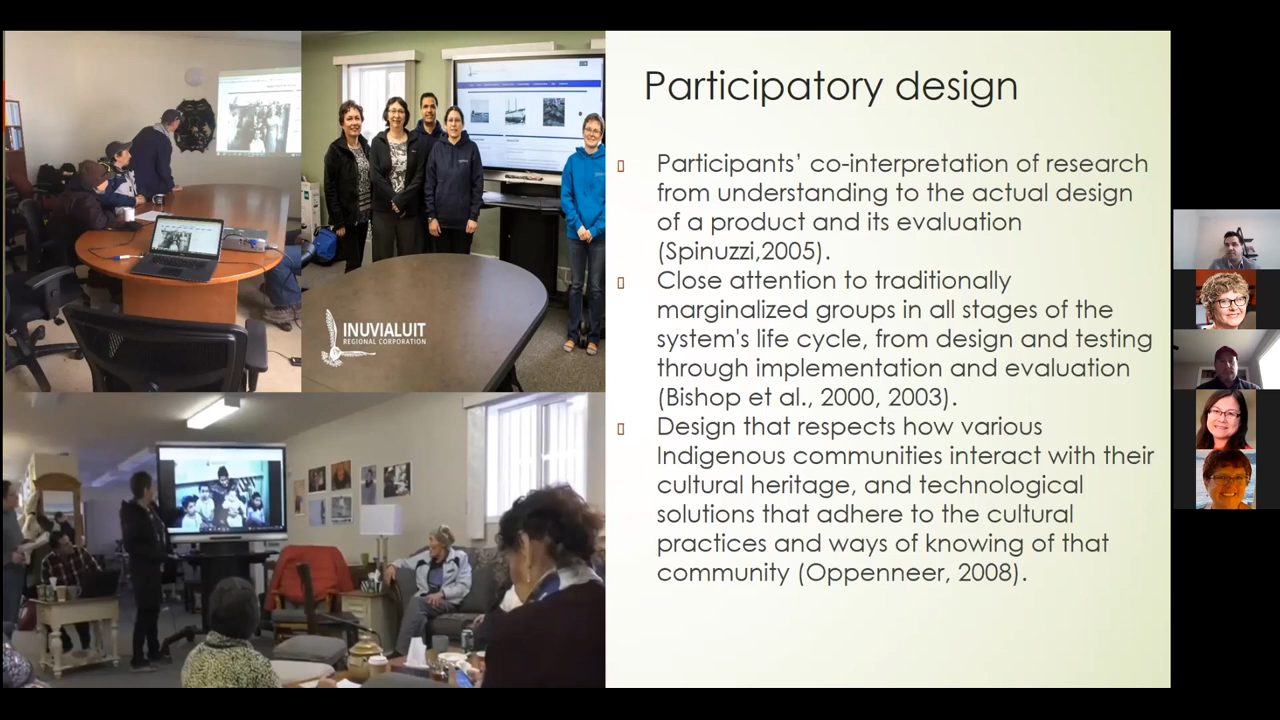 Participatory design
Participants’ co-interpretation of research
from understanding to the actual design
of a product and its evaluation
(Spinuzzi,2005).
Close attention to traditionally
marginalized groups in all stages of the
system's life cycle, from design and testing
through implementation and evaluation
(Bishop et al., 2000, 2003).
Design that respects how various
Indigenous communities interact with their
cultural heritage, and technological
solutions that adhere to the cultural
practices and ways of knowing of that
community (Oppenneer, 2008).
INUVIALUIT
REGIONAL CORPORATION